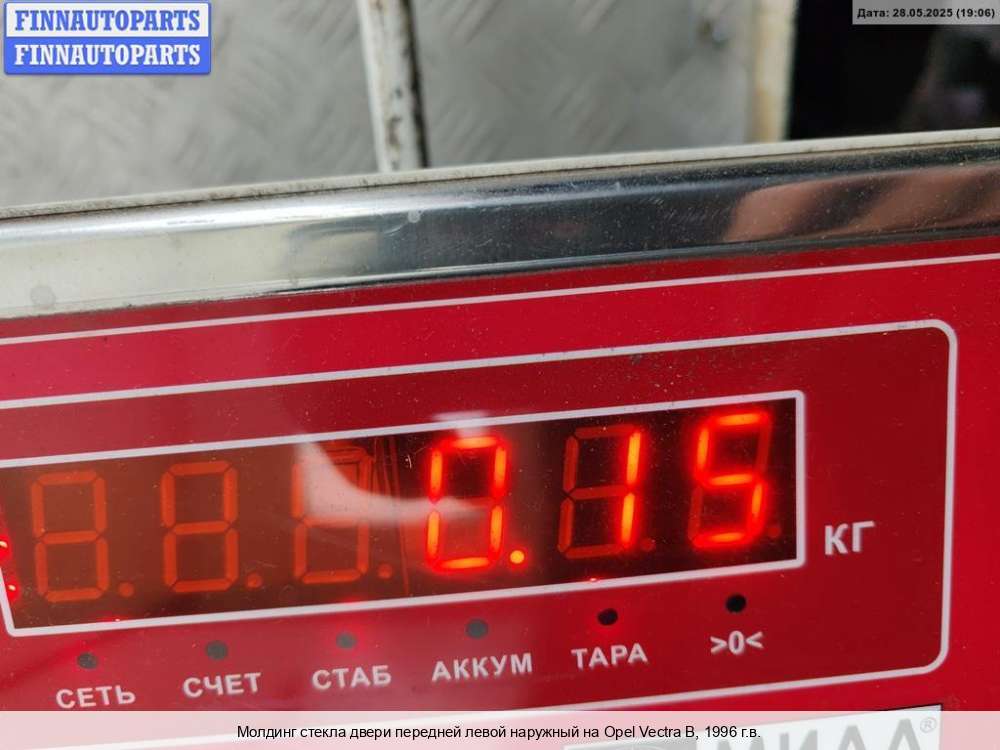 FINNAUTOPARTS
FINNAUTOPARTS
Дата: 28.05.2025 (19:06)
0.15
КГ
СЕТЬ СЧЕТ СТАБ АККУМ ТАРА >0<
Молдинг стекла двери передней левой наружный на Opel Vectra B, 1996 г.в.